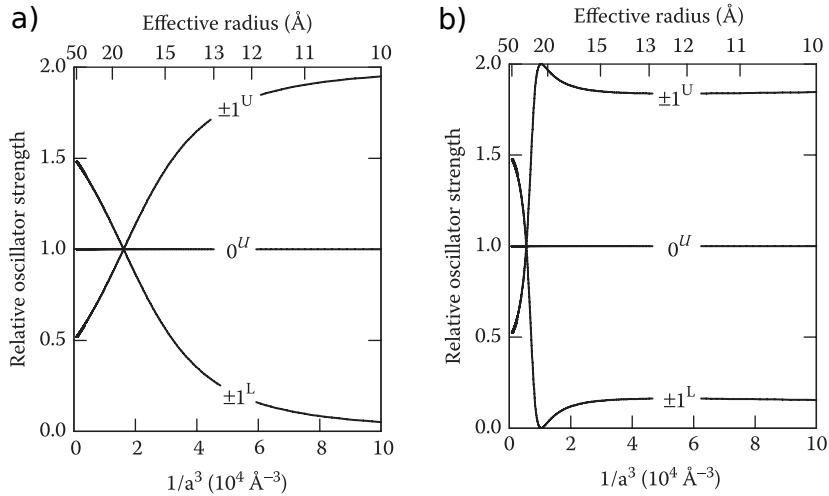 a)
Effective radius (Å)
50 20 15 13 12 11 10
2.0
1.5
1.0
0.5
0.0
Relative oscillator strength
±1ᵁ
0ᵁ
±1ᴸ
0 2 4 6 8 10
1/a³ (10⁴ Å⁻³)
b)
Effective radius (Å)
50 20 15 13 12 11 10
2.0
1.5
1.0
0.5
0.0
Relative oscillator strength
±1ᵁ
0ᵁ
±1ᴸ
0 2 4 6 8 10
1/a³ (10⁴ Å⁻³)